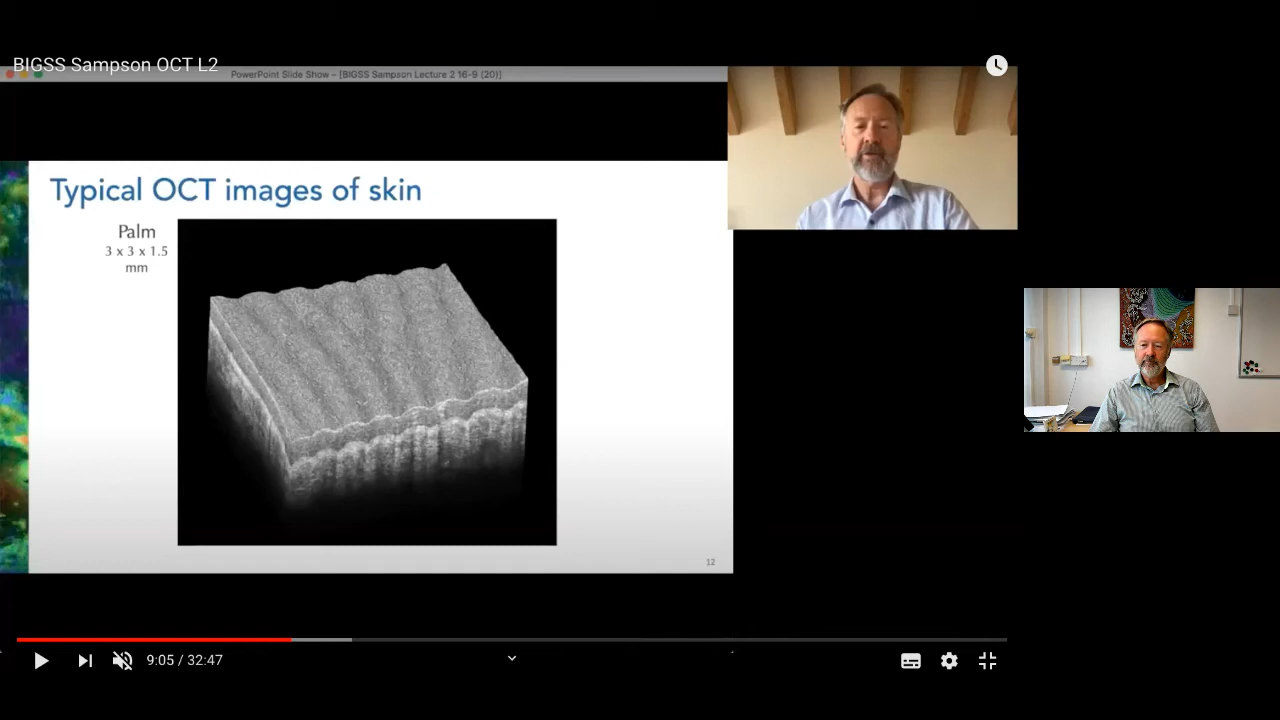 BIGSS Sampson OCT L2
PowerPoint Slide Show – [BIGSS Sampson Lecture 2 16-9 (20)]
Typical OCT images of skin
Palm
3 x 3 x 1.5
mm
12
9:05 / 32:47